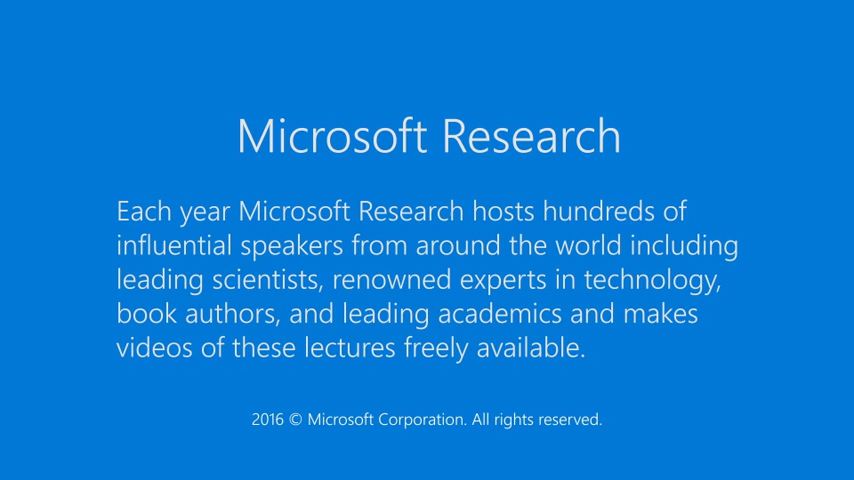 Microsoft Research
Each year Microsoft Research hosts hundreds of
influential speakers from around the world including
leading scientists, renowned experts in technology,
book authors, and leading academics and makes
videos of these lectures freely available.
2016 © Microsoft Corporation. All rights reserved.